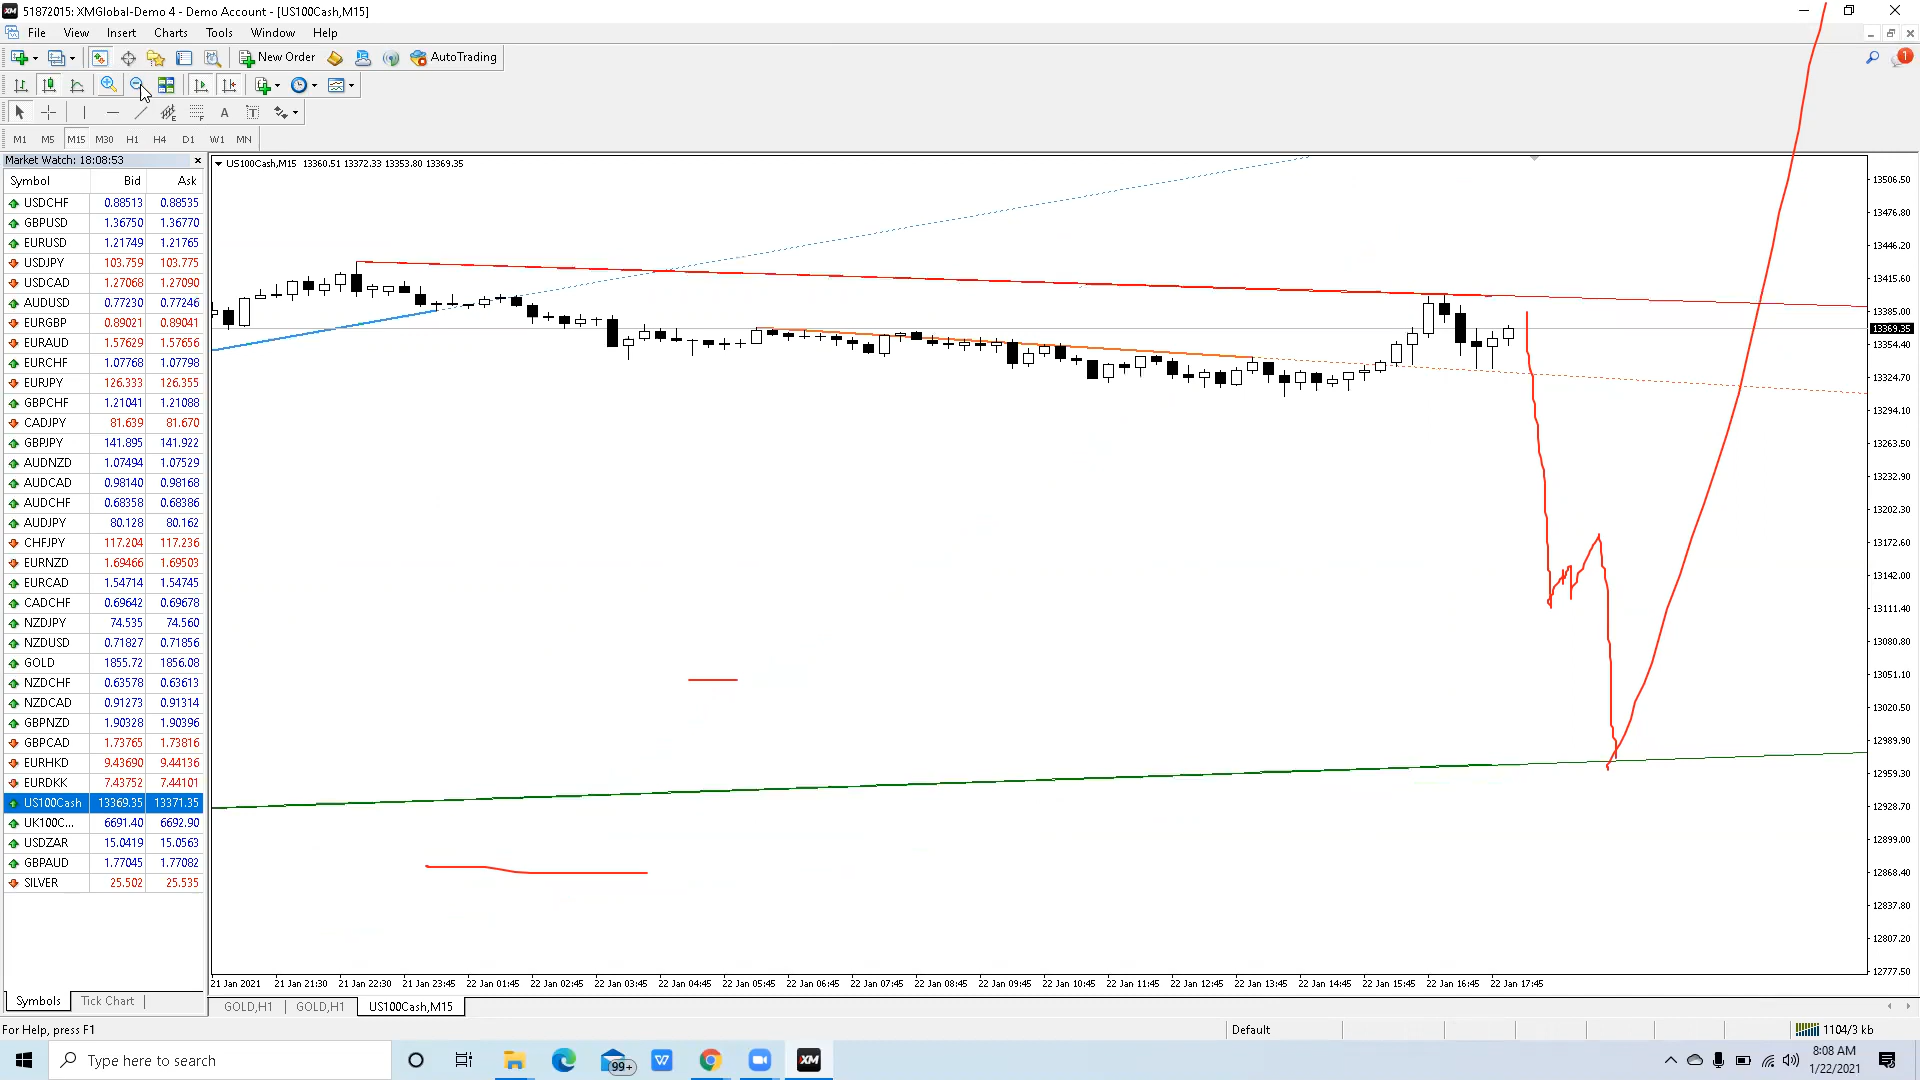 51872015: XMGlobal-Demo 4 - Demo Account - [US100Cash,M15]
File View Insert Charts Tools Window Help
New Order AutoTrading
1
A T
M1 M5 M15 M30 H1 H4 D1 W1 MN
Market Watch: 18:08:53
Symbol Bid Ask
USDCHF 0.88513 0.88535
GBPUSD 1.36750 1.36770
EURUSD 1.21749 1.21765
USDJPY 103.759 103.775
USDCAD 1.27068 1.27090
AUDUSD 0.77230 0.77246
EURGBP 0.89021 0.89041
EURAUD 1.57629 1.57656
EURCHF 1.07768 1.07798
EURJPY 126.333 126.355
GBPCHF 1.21041 1.21088
CADJPY 81.639 81.670
GBPJPY 141.895 141.922
AUDNZD 1.07494 1.07529
AUDCAD 0.98140 0.98168
AUDCHF 0.68358 0.68386
AUDJPY 80.128 80.162
CHFJPY 117.204 117.236
EURNZD 1.69466 1.69503
EURCAD 1.54714 1.54745
CADCHF 0.69642 0.69678
NZDJPY 74.535 74.560
NZDUSD 0.71827 0.71856
GOLD 1855.72 1856.08
NZDCHF 0.63578 0.63613
NZDCAD 0.91273 0.91314
GBPNZD 1.90328 1.90396
GBPCAD 1.73765 1.73816
EURHKD 9.43690 9.44136
EURDKK 7.43752 7.44101
US100Cash 13369.35 13371.35
UK100C... 6691.40 6692.90
USDZAR 15.0419 15.0563
GBPAUD 1.77045 1.77082
SILVER 25.502 25.535
Symbols Tick Chart
US100Cash,M15 13360.51 13372.33 13353.80 13369.35
13506.50
13476.80
13446.20
13415.60
13385.00
13369.35
13354.40
13324.70
13294.10
13263.50
13232.90
13202.30
13172.60
13142.00
13111.40
13080.80
13051.10
13020.50
12989.90
12959.30
12928.70
12899.00
12868.40
12837.80
12807.20
12777.50
21 Jan 2021 21 Jan 21:30 21 Jan 22:30 21 Jan 23:45 22 Jan 01:45 22 Jan 02:45 22 Jan 03:45 22 Jan 04:45 22 Jan 05:45 22 Jan 06:45 22 Jan 07:45 22 Jan 08:45 22 Jan 09:45 22 Jan 10:45 22 Jan 11:45 22 Jan 12:45 22 Jan 13:45 22 Jan 14:45 22 Jan 15:45 22 Jan 16:45 22 Jan 17:45
GOLD,H1 GOLD,H1 US100Cash,M15
For Help, press F1 Default 1104/3 kb
Type here to search 99+ XM 8:08 AM
1/22/2021